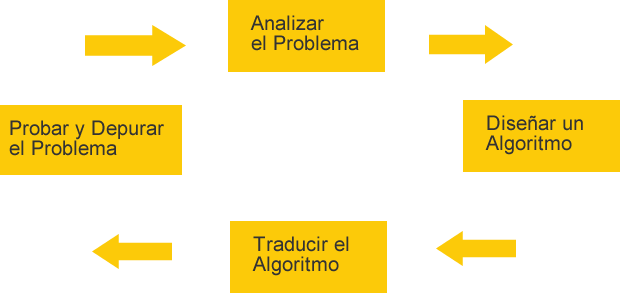 Analizar
el Problema
Diseñar un
Algoritmo
Traducir el
Algoritmo
Probar y Depurar
el Problema